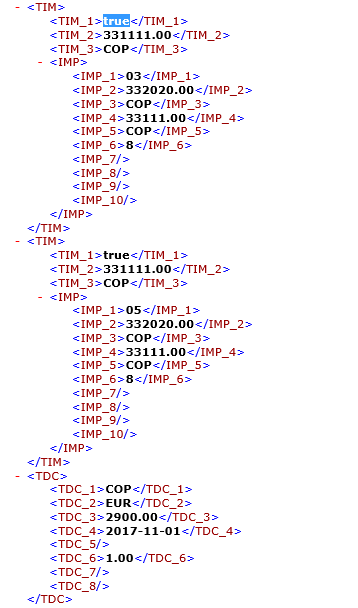 - <TIM>
<TIM_1>true</TIM_1>
<TIM_2>331111.00</TIM_2>
<TIM_3>COP</TIM_3>
- <IMP>
<IMP_1>03</IMP_1>
<IMP_2>332020.00</IMP_2>
<IMP_3>COP</IMP_3>
<IMP_4>33111.00</IMP_4>
<IMP_5>COP</IMP_5>
<IMP_6>8</IMP_6>
<IMP_7/>
<IMP_8/>
<IMP_9/>
<IMP_10/>
</IMP>
</TIM>
- <TIM>
<TIM_1>true</TIM_1>
<TIM_2>331111.00</TIM_2>
<TIM_3>COP</TIM_3>
- <IMP>
<IMP_1>05</IMP_1>
<IMP_2>332020.00</IMP_2>
<IMP_3>COP</IMP_3>
<IMP_4>33111.00</IMP_4>
<IMP_5>COP</IMP_5>
<IMP_6>8</IMP_6>
<IMP_7/>
<IMP_8/>
<IMP_9/>
<IMP_10/>
</IMP>
</TIM>
- <TDC>
<TDC_1>COP</TDC_1>
<TDC_2>EUR</TDC_2>
<TDC_3>2900.00</TDC_3>
<TDC_4>2017-11-01</TDC_4>
<TDC_5/>
<TDC_6>1.00</TDC_6>
<TDC_7/>
<TDC_8/>
</TDC>